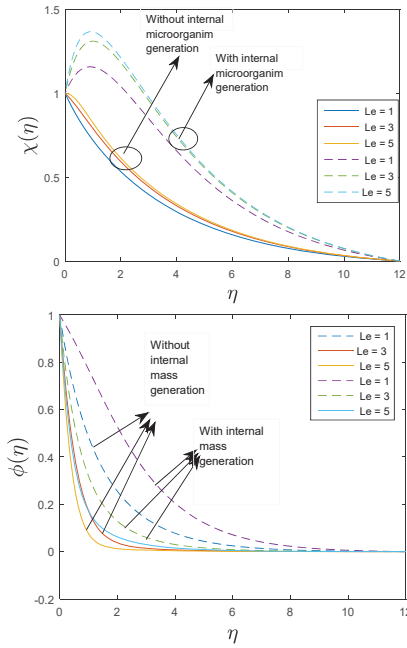 Without internal
microorganim
generation
With internal
microorganim
generation
1.5
1
0.5
0
χ(η)
Le = 1
Le = 3
Le = 5
Le = 1
Le = 3
Le = 5
0 2 4 6 8 10 12
η
1
0.8
0.6
0.4
0.2
0
-0.2
ϕ(η)
Without
internal
mass
generation
With internal
mass
generation
Le = 1
Le = 3
Le = 5
Le = 1
Le = 3
Le = 5
0 2 4 6 8 10 12
η